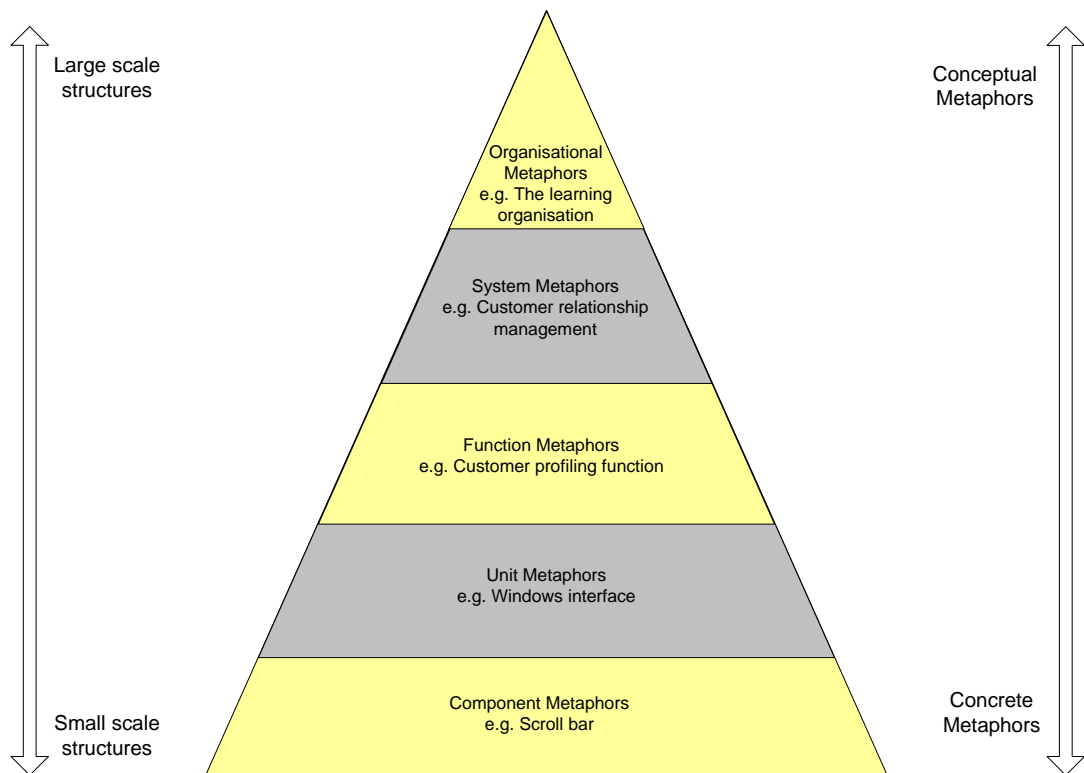 Large scale
structures
Conceptual
Metaphors
Organisational
Metaphors
e.g. The learning
organisation
System Metaphors
e.g. Customer relationship
management
Function Metaphors
e.g. Customer profiling function
Unit Metaphors
e.g. Windows interface
Component Metaphors
e.g. Scroll bar
Small scale
structures
Concrete
Metaphors